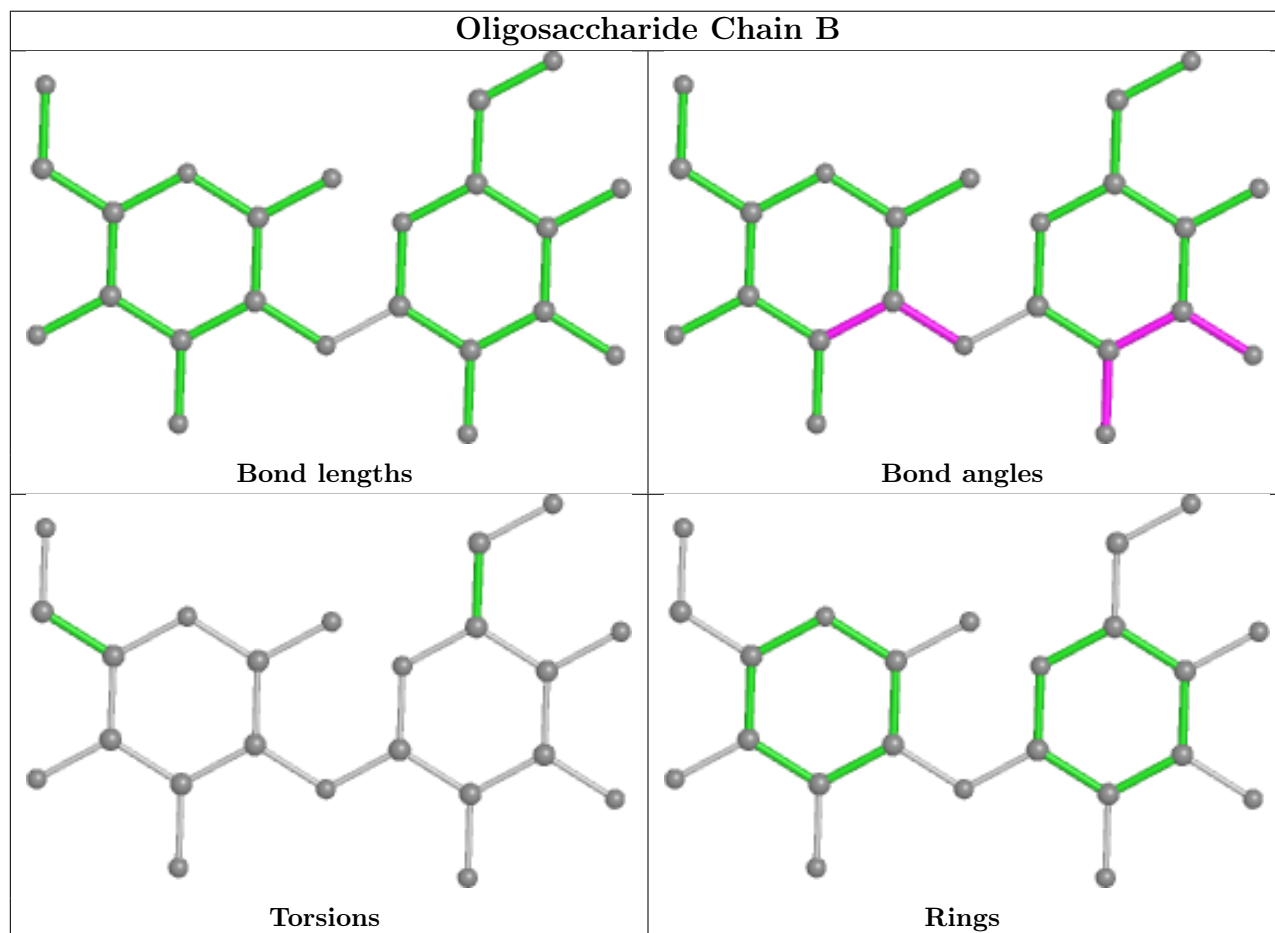 Oligosaccharide Chain B
Bond lengths
Bond angles
Torsions
Rings